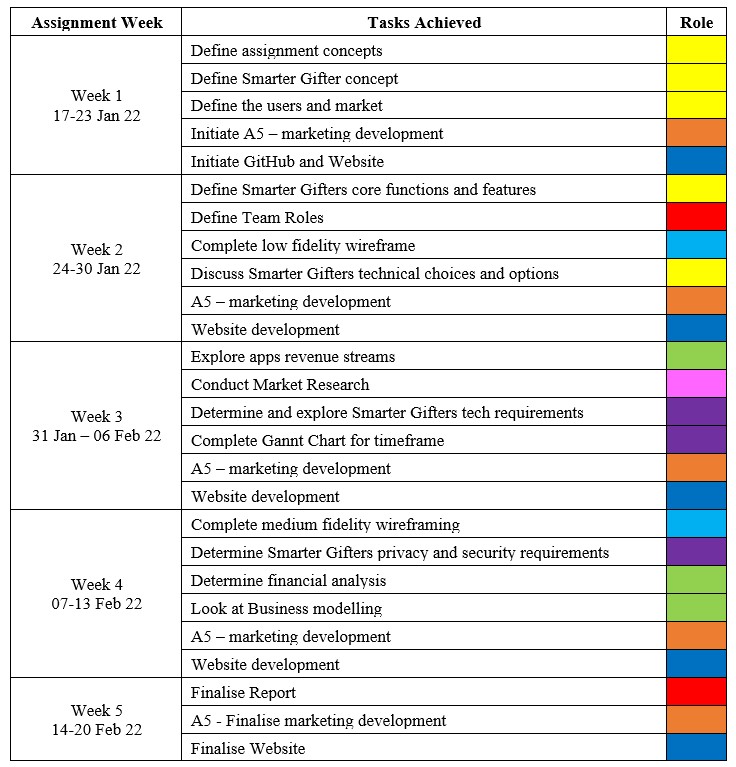 Assignment Week Tasks Achieved Role
Week 1
17-23 Jan 22
Define assignment concepts
Define Smarter Gifter concept
Define the users and market
Initiate A5 – marketing development
Initiate GitHub and Website
Week 2
24-30 Jan 22
Define Smarter Gifters core functions and features
Define Team Roles
Complete low fidelity wireframe
Discuss Smarter Gifters technical choices and options
A5 – marketing development
Website development
Week 3
31 Jan – 06 Feb 22
Explore apps revenue streams
Conduct Market Research
Determine and explore Smarter Gifters tech requirements
Complete Gannt Chart for timeframe
A5 – marketing development
Website development
Week 4
07-13 Feb 22
Complete medium fidelity wireframing
Determine Smarter Gifters privacy and security requirements
Determine financial analysis
Look at Business modelling
A5 – marketing development
Website development
Week 5
14-20 Feb 22
Finalise Report
A5 - Finalise marketing development
Finalise Website